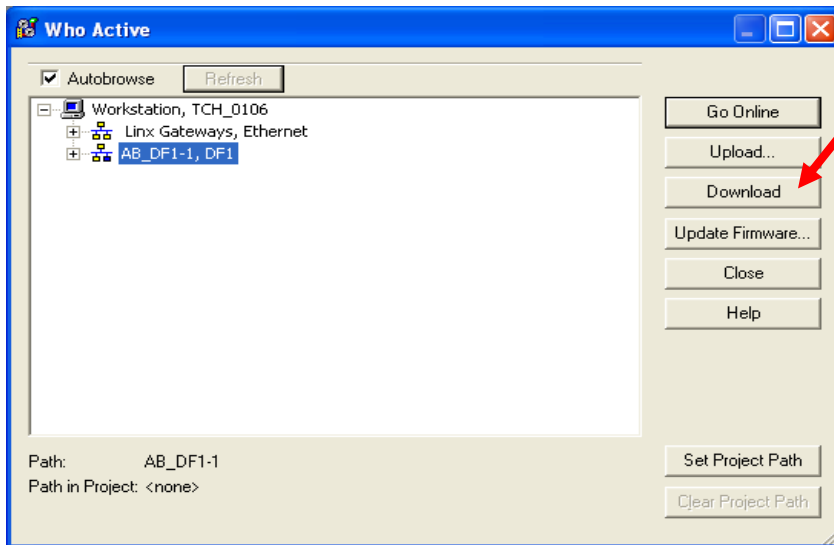 Who Active
Autobrowse Refresh
Workstation, TCH_0106
Linx Gateways, Ethernet
AB_DF1-1, DF1
Go Online
Upload...
Download
Update Firmware...
Close
Help
Path: AB_DF1-1
Path in Project: <none>
Set Project Path
Clear Project Path